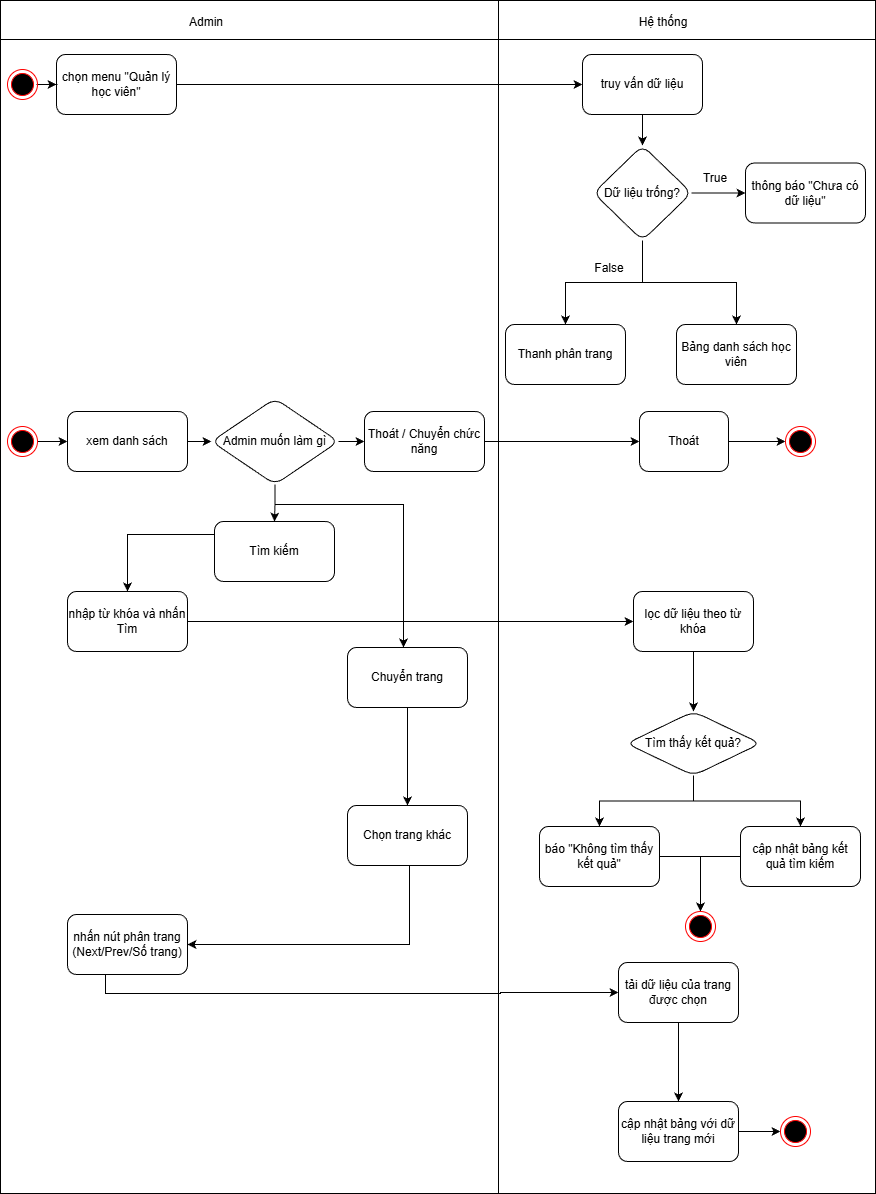 Admin
Hệ thống
chọn menu "Quản lý
học viên"
truy vấn dữ liệu
Dữ liệu trống?
True
thông báo "Chưa có
dữ liệu"
False
Thanh phân trang
Bảng danh sách học
viên
xem danh sách
Admin muốn làm gì
Thoát / Chuyển chức
năng
Thoát
Tìm kiếm
nhập từ khóa và nhấn
Tìm
lọc dữ liệu theo từ
khóa
Chuyển trang
Tìm thấy kết quả?
Chọn trang khác
báo "Không tìm thấy
kết quả"
cập nhật bảng kết
quả tìm kiếm
nhấn nút phân trang
(Next/Prev/Số trang)
tải dữ liệu của trang
được chọn
cập nhật bảng với dữ
liệu trang mới